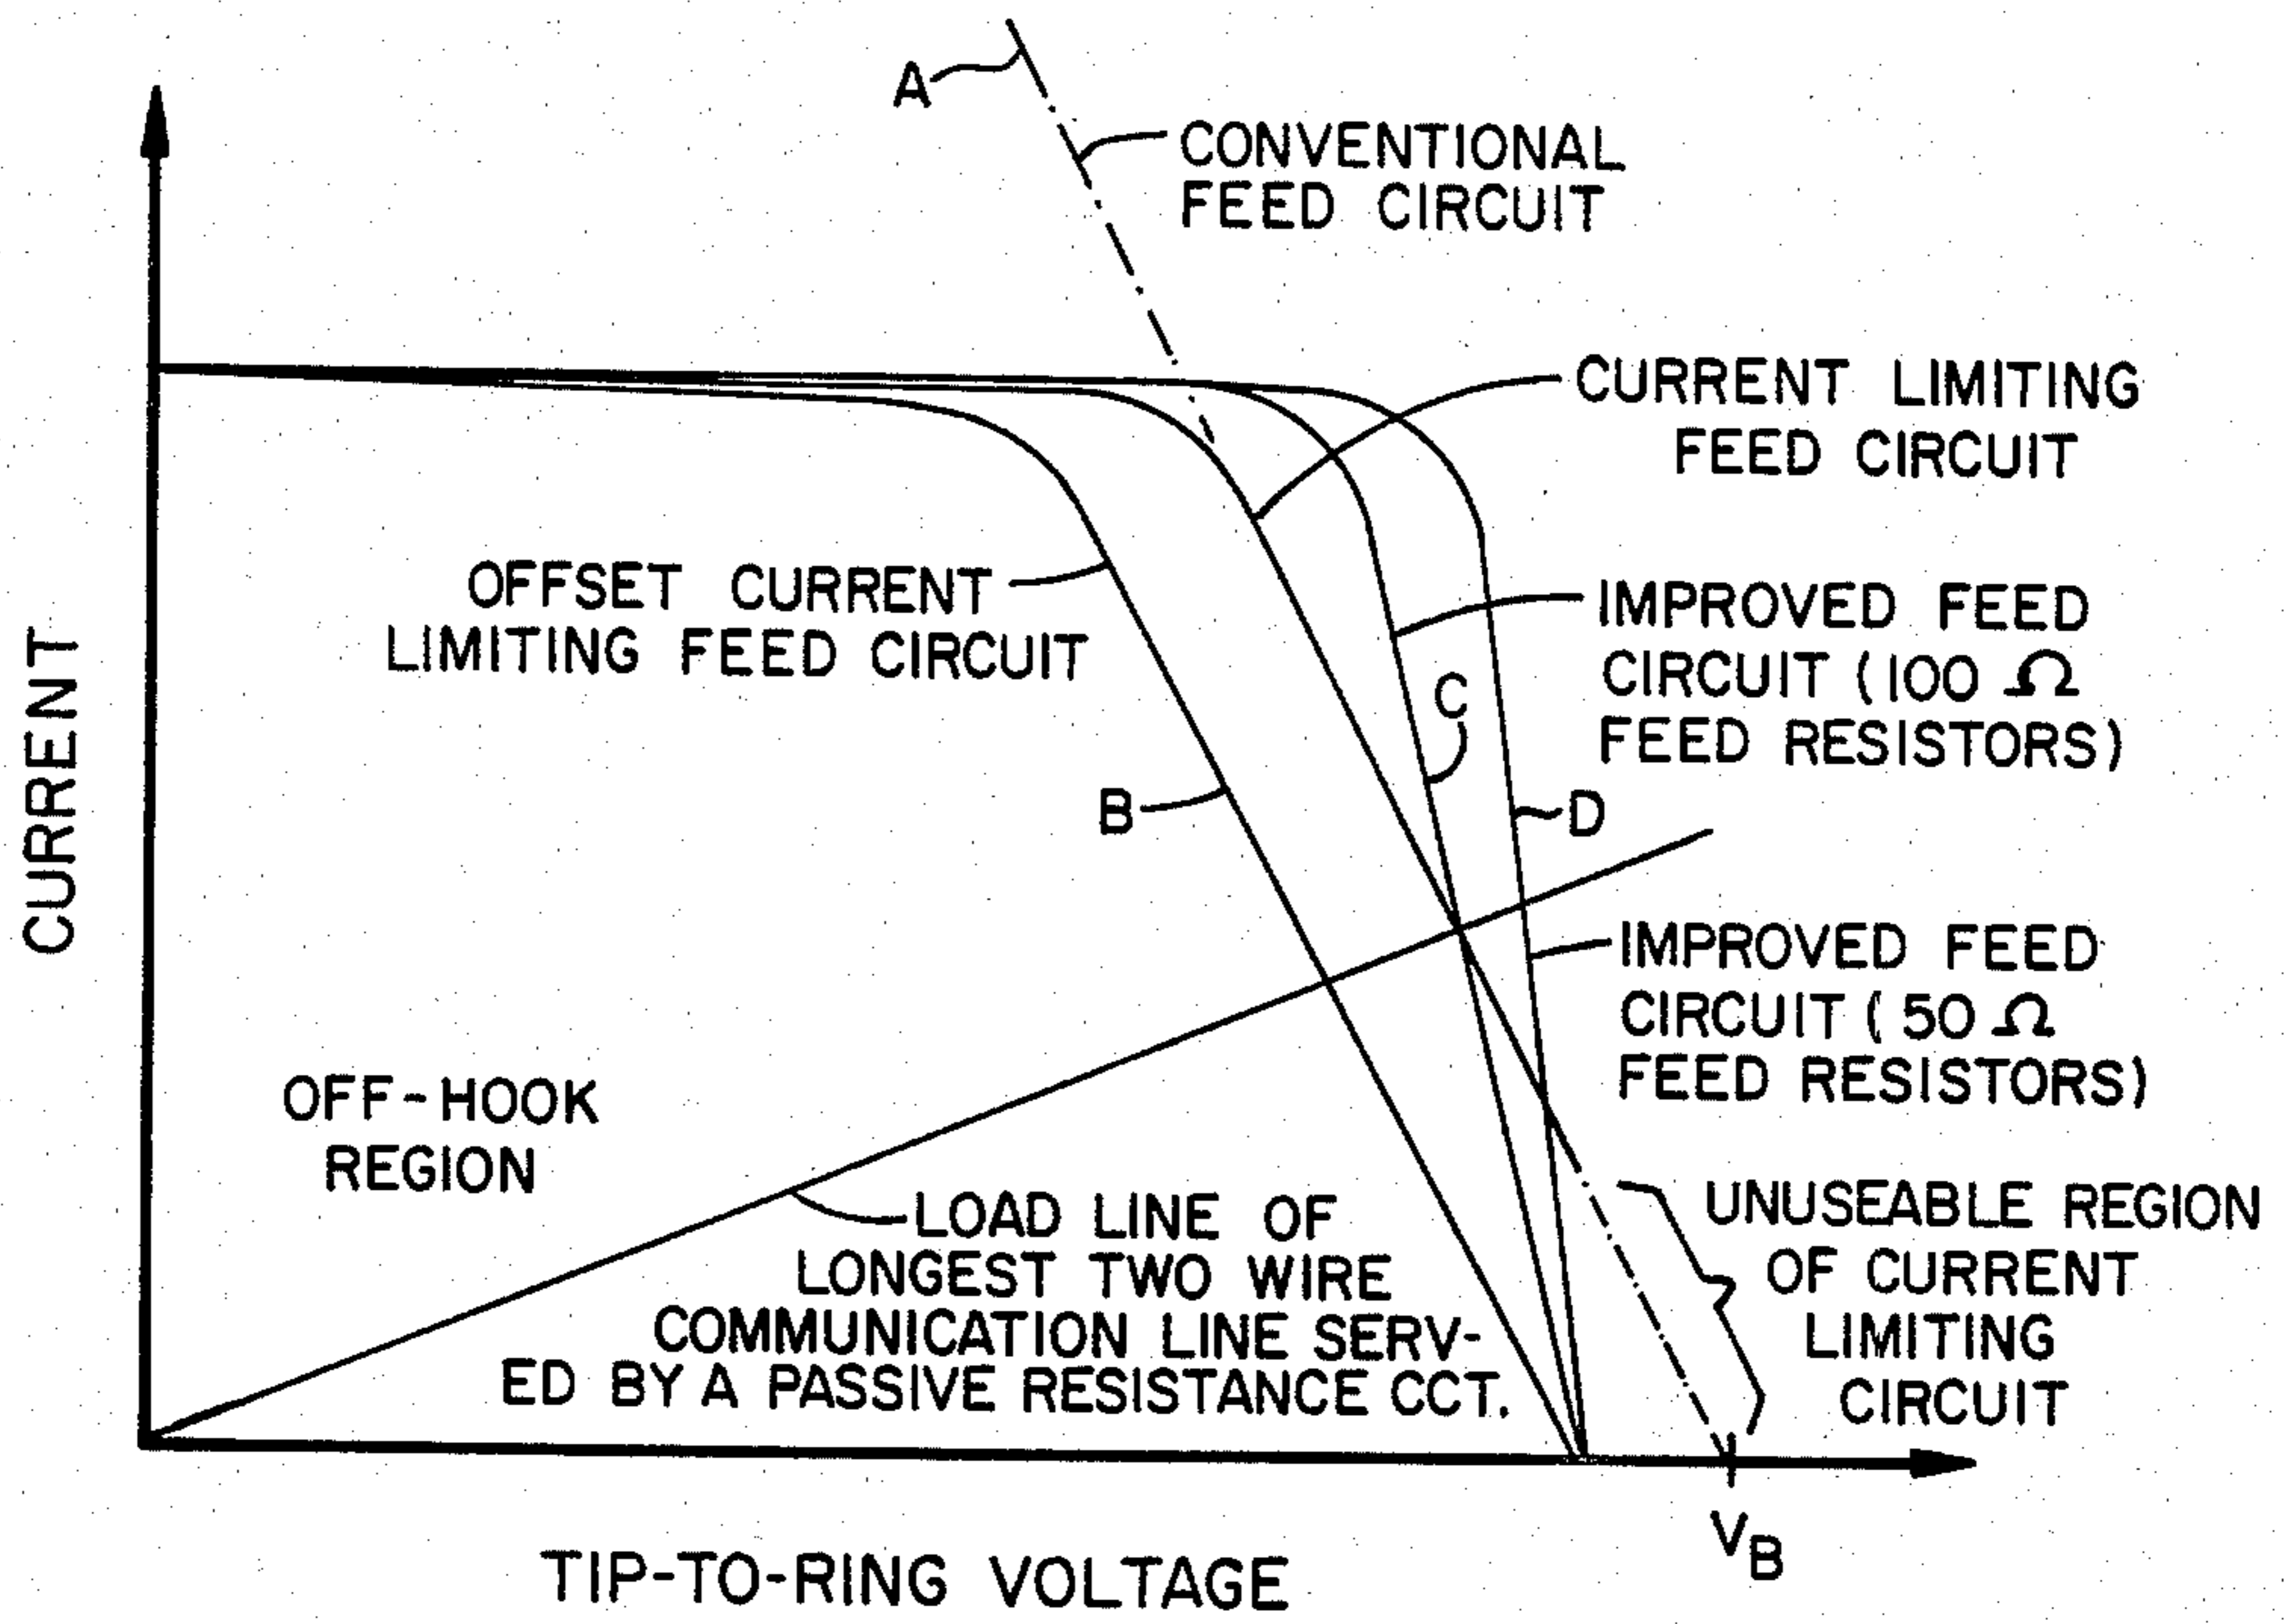 A
CONVENTIONAL
FEED CIRCUIT
CURRENT LIMITING
FEED CIRCUIT
OFFSET CURRENT
LIMITING FEED CIRCUIT
IMPROVED FEED
CIRCUIT (100 Ω
FEED RESISTORS)
C
B
D
CURRENT
IMPROVED FEED
CIRCUIT (50 Ω
FEED RESISTORS)
OFF-HOOK
REGION
LOAD LINE OF
LONGEST TWO WIRE
COMMUNICATION LINE SERV-
ED BY A PASSIVE RESISTANCE CCT.
UNUSEABLE REGION
OF CURRENT
LIMITING
CIRCUIT
VB
TIP-TO-RING VOLTAGE